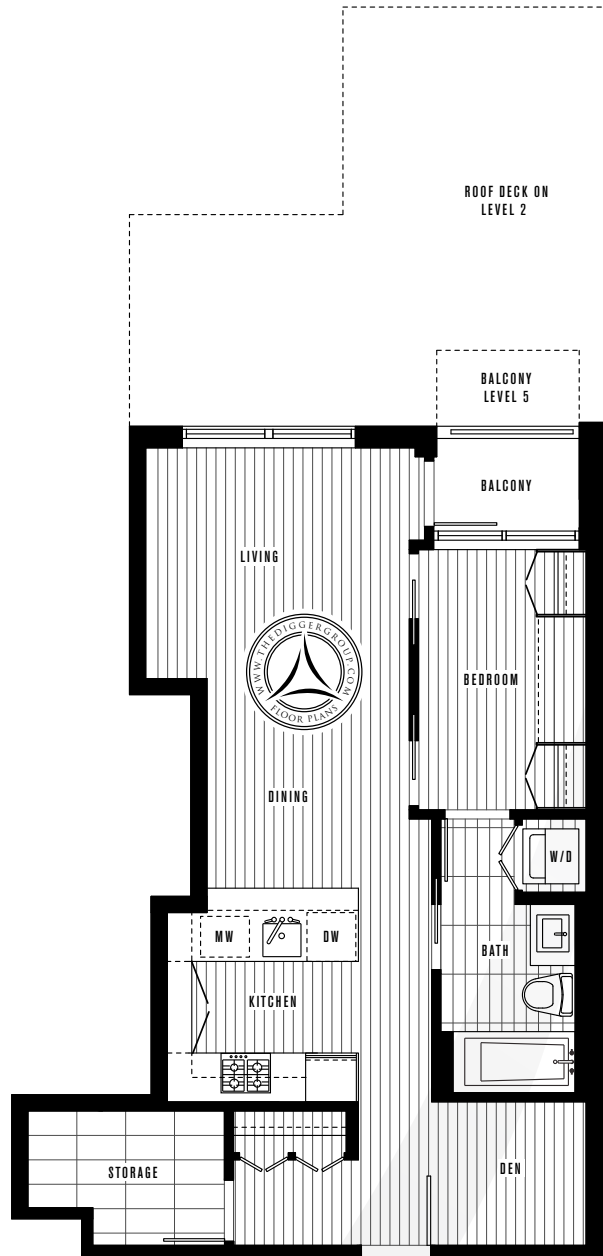 ROOF DECK ON
LEVEL 2
BALCONY
LEVEL 5
BALCONY
LIVING
WWW.THEDIGGERGROUP.COM
FLOOR PLANS
BEDROOM
DINING
W/D
MW
DW
BATH
KITCHEN
STORAGE
DEN